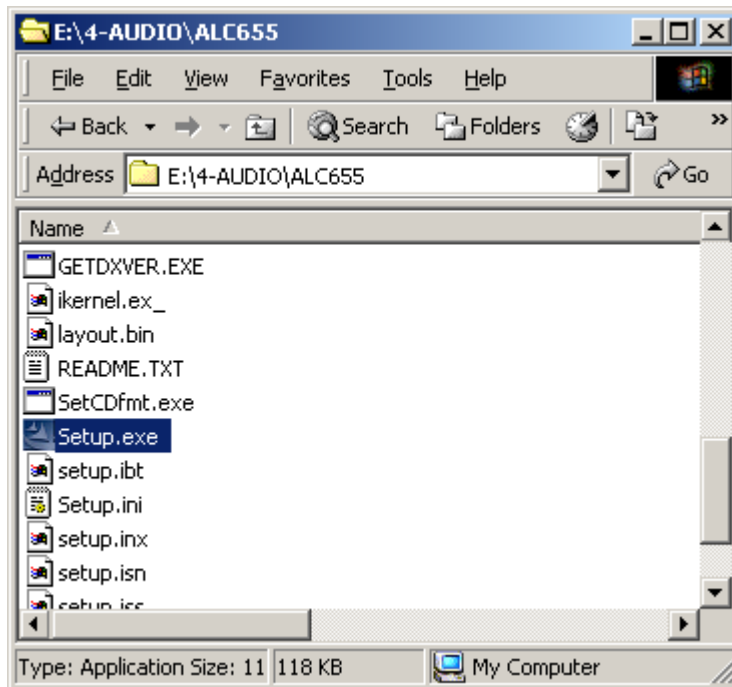 E:\4-AUDIO\ALC655
File Edit View Favorites Tools Help
Back Search Folders »
Address E:\4-AUDIO\ALC655 Go
Name
GETDXVER.EXE
ikernel.ex_
layout.bin
README.TXT
SetCDfmt.exe
Setup.exe
setup.ibt
Setup.ini
setup.inx
setup.isn
setup.iss
Type: Application Size: 11 118 KB My Computer